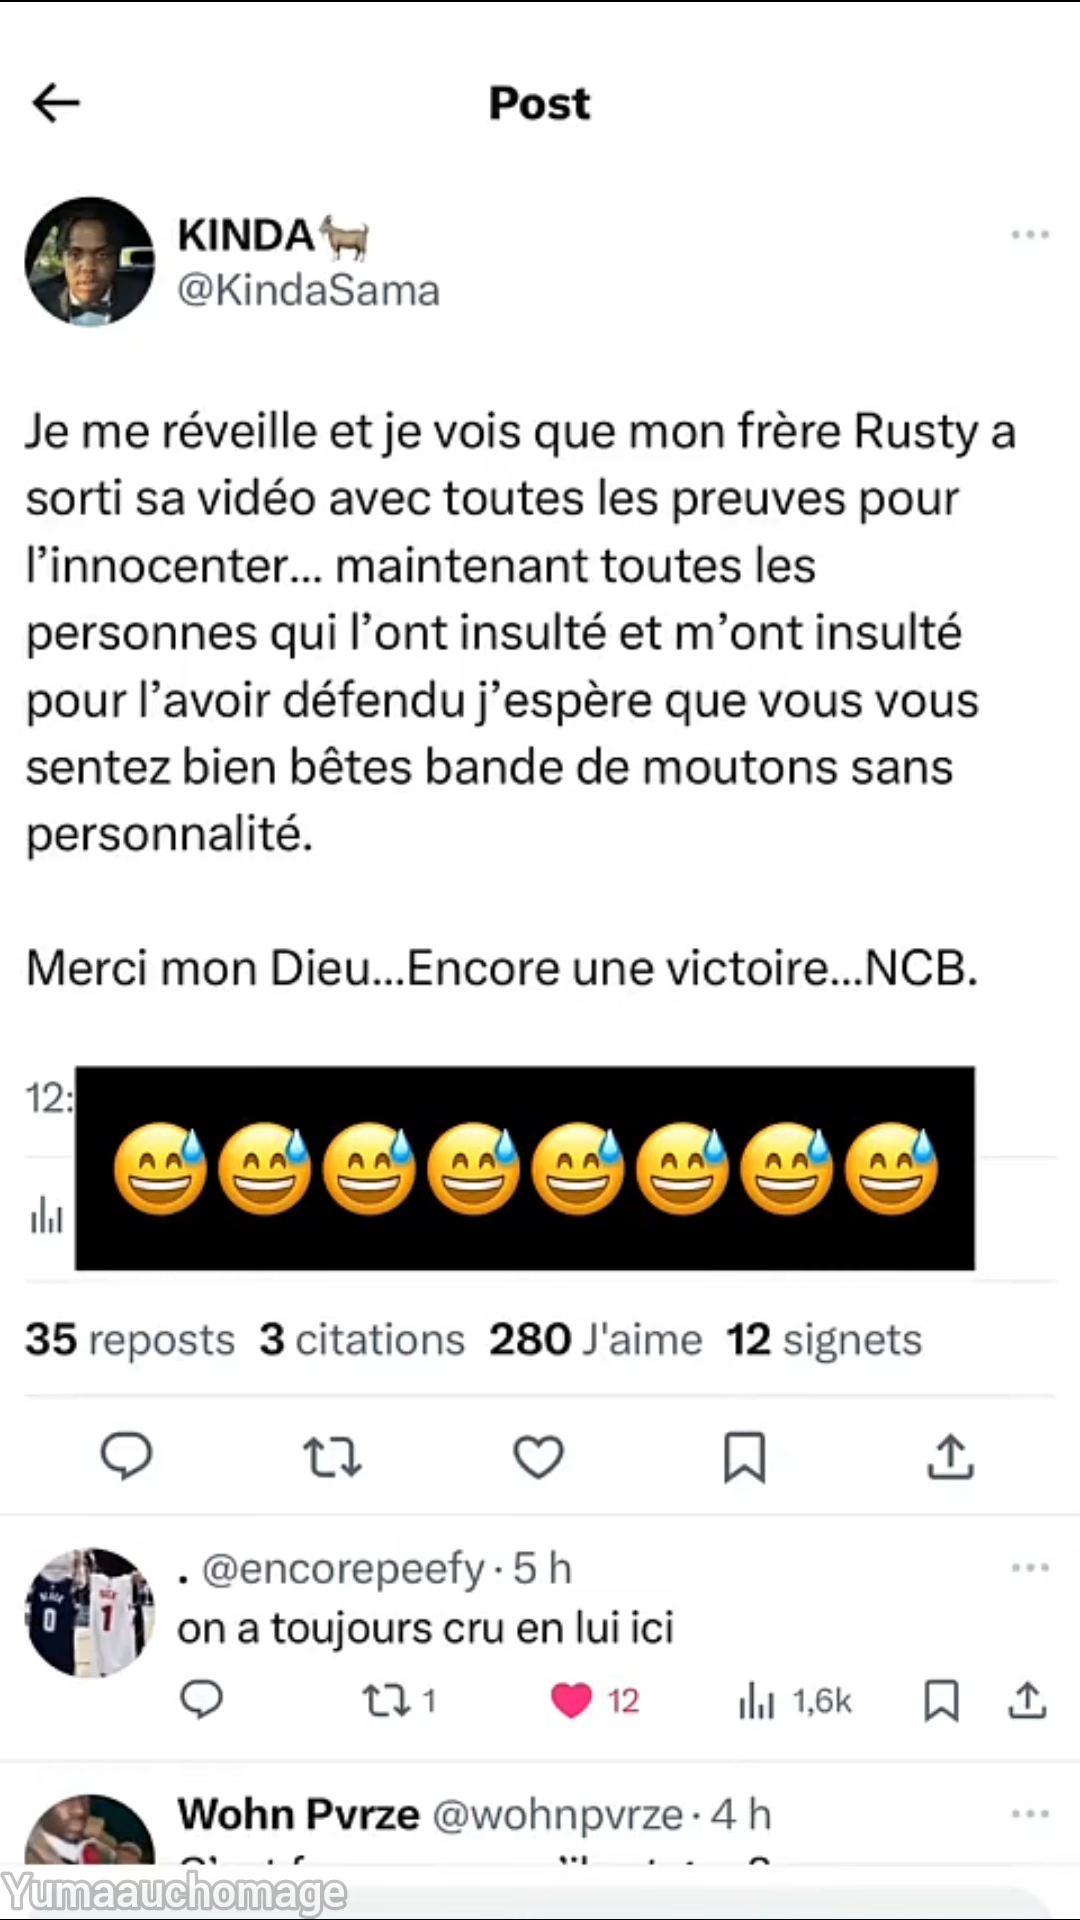 Post
KINDA🐐
@KindaSama
Je me réveille et je vois que mon frère Rusty a
sorti sa vidéo avec toutes les preuves pour
l’innocenter... maintenant toutes les
personnes qui l’ont insulté et m’ont insulté
pour l’avoir défendu j’espère que vous vous
sentez bien bêtes bande de moutons sans
personnalité.
Merci mon Dieu...Encore une victoire...NCB.
12:
😅😅😅😅😅😅😅😅
35 reposts 3 citations 280 J'aime 12 signets
. @encorepeefy · 5 h
on a toujours cru en lui ici
1 12 1,6k
Wohn Pvrze @wohnpvrze · 4 h
Yumaauchomage